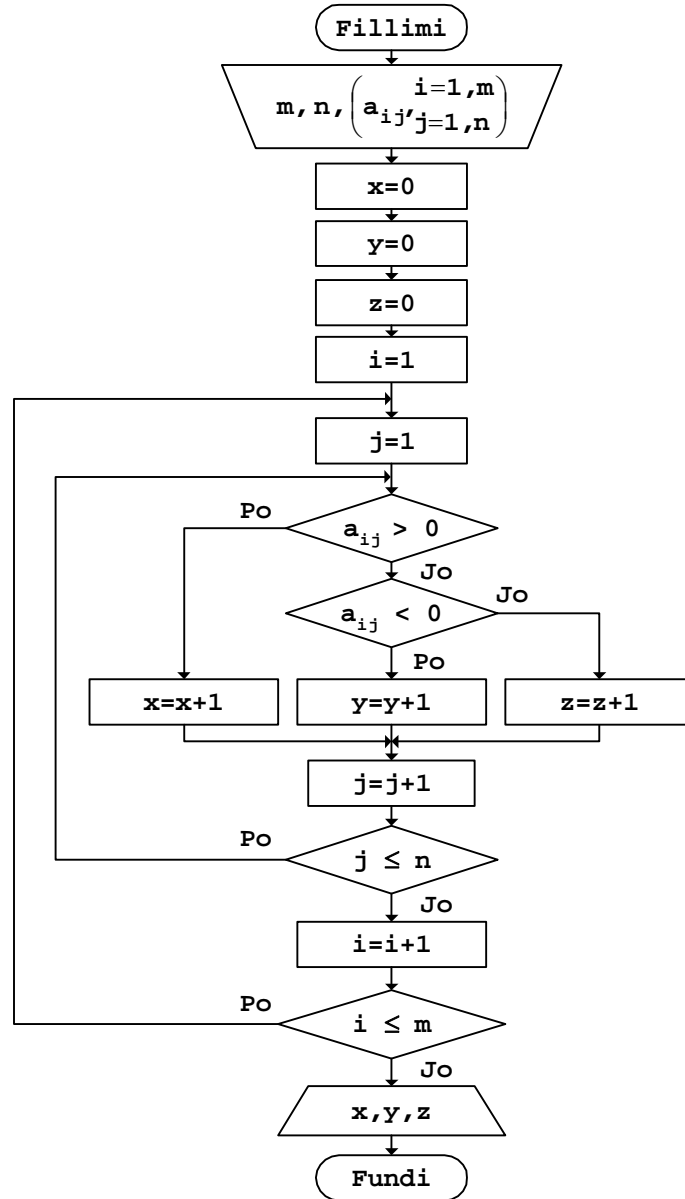 Fillimi
m,n,(a_ij, i=1,m
j=1,n)
x=0
y=0
z=0
i=1
j=1
Po
a_ij > 0
Jo
a_ij < 0
Jo
Po
x=x+1
y=y+1
z=z+1
j=j+1
Po
j ≤ n
Jo
i=i+1
Po
i ≤ m
Jo
x,y,z
Fundi